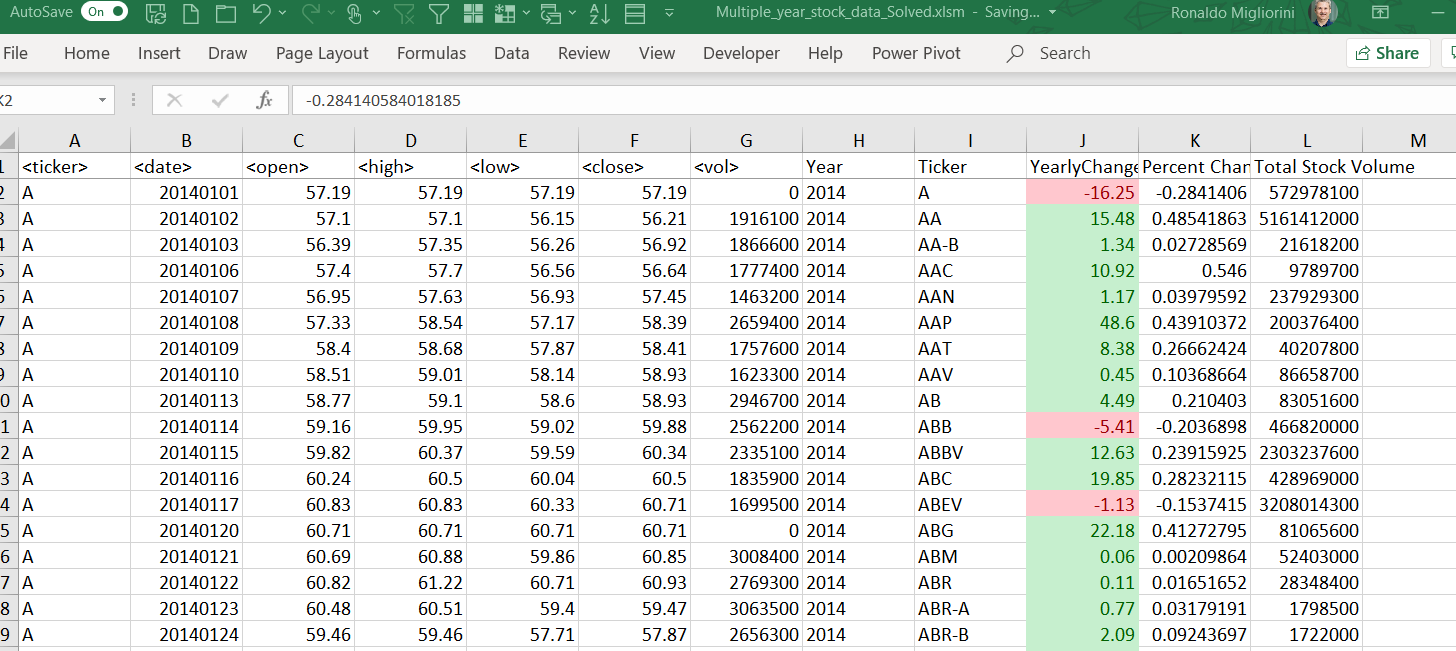 AutoSave On Multiple_year_stock_data_Solved.xlsm - Saving... Ronaldo Migliorini
File Home Insert Draw Page Layout Formulas Data Review View Developer Help Power Pivot Search Share
fx -0.284140584018185
A B C D E F G H I J K L M
<ticker> <date> <open> <high> <low> <close> <vol> Year Ticker YearlyChange Percent Chan Total Stock Volume
2 A 20140101 57.19 57.19 57.19 57.19 0 2014 A -16.25 -0.2841406 572978100
3 A 20140102 57.1 57.1 56.15 56.21 1916100 2014 AA 15.48 0.48541863 5161412000
4 A 20140103 56.39 57.35 56.26 56.92 1866600 2014 AA-B 1.34 0.02728569 21618200
5 A 20140106 57.4 57.7 56.56 56.64 1777400 2014 AAC 10.92 0.546 9789700
6 A 20140107 56.95 57.63 56.93 57.45 1463200 2014 AAN 1.17 0.03979592 237929300
7 A 20140108 57.33 58.54 57.17 58.39 2659400 2014 AAP 48.6 0.43910372 200376400
8 A 20140109 58.4 58.68 57.87 58.41 1757600 2014 AAT 8.38 0.26662424 40207800
9 A 20140110 58.51 59.01 58.14 58.93 1623300 2014 AAV 0.45 0.10368664 86658700
0 A 20140113 58.77 59.1 58.6 58.93 2946700 2014 AB 4.49 0.210403 83051600
1 A 20140114 59.16 59.95 59.02 59.88 2562200 2014 ABB -5.41 -0.2036898 466820000
2 A 20140115 59.82 60.37 59.59 60.34 2335100 2014 ABBV 12.63 0.23915925 2303237600
3 A 20140116 60.24 60.5 60.04 60.5 1835900 2014 ABC 19.85 0.28232115 428969000
4 A 20140117 60.83 60.83 60.33 60.71 1699500 2014 ABEV -1.13 -0.1537415 3208014300
5 A 20140120 60.71 60.71 60.71 60.71 0 2014 ABG 22.18 0.41272795 81065600
6 A 20140121 60.69 60.88 59.86 60.85 3008400 2014 ABM 0.06 0.00209864 52403000
7 A 20140122 60.82 61.22 60.71 60.93 2769300 2014 ABR 0.11 0.01651652 28348400
8 A 20140123 60.48 60.51 59.4 59.47 3063500 2014 ABR-A 0.77 0.03179191 1798500
9 A 20140124 59.46 59.46 57.71 57.87 2656300 2014 ABR-B 2.09 0.09243697 1722000